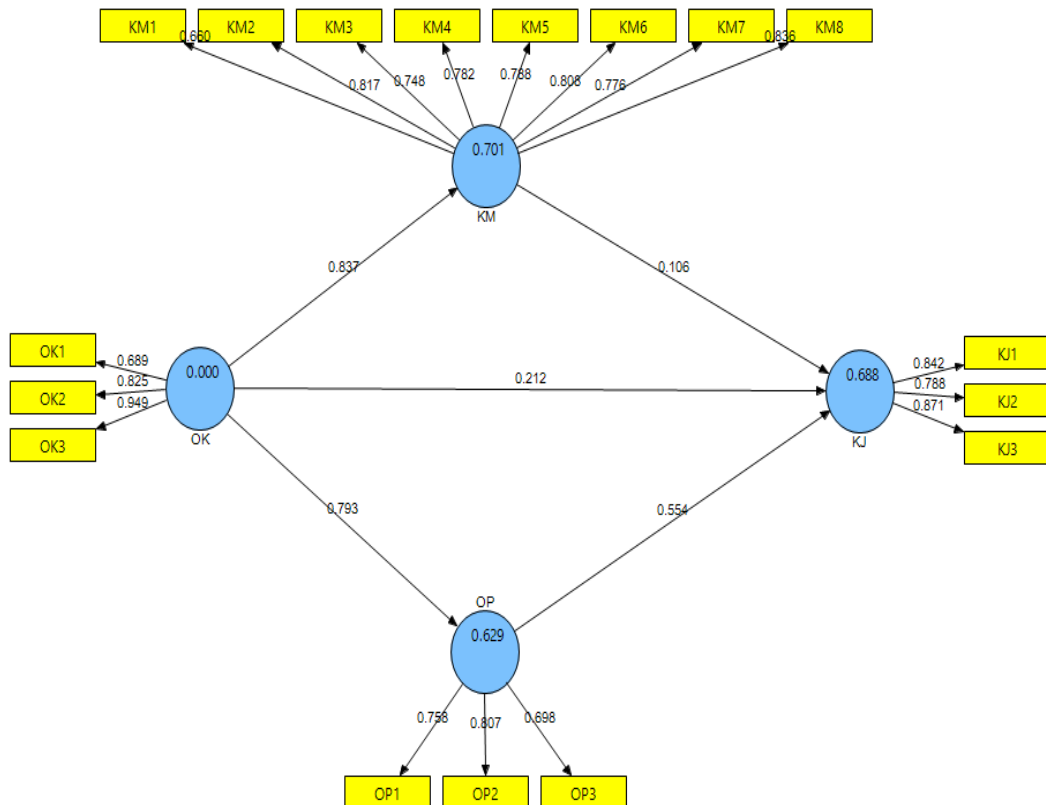 KM1 KM2 KM3 KM4 KM5 KM6 KM7 KM8
0.660 0.817 0.748 0.782 0.788 0.808 0.776 0.836
0.701
KM
0.837 0.106
OK1 0.689
OK2 0.825
OK3 0.949
0.000
OK
0.212
0.688
KJ
0.842 KJ1
0.788 KJ2
0.871 KJ3
0.793 0.554
OP
0.629
0.758 0.807 0.698
OP1 OP2 OP3